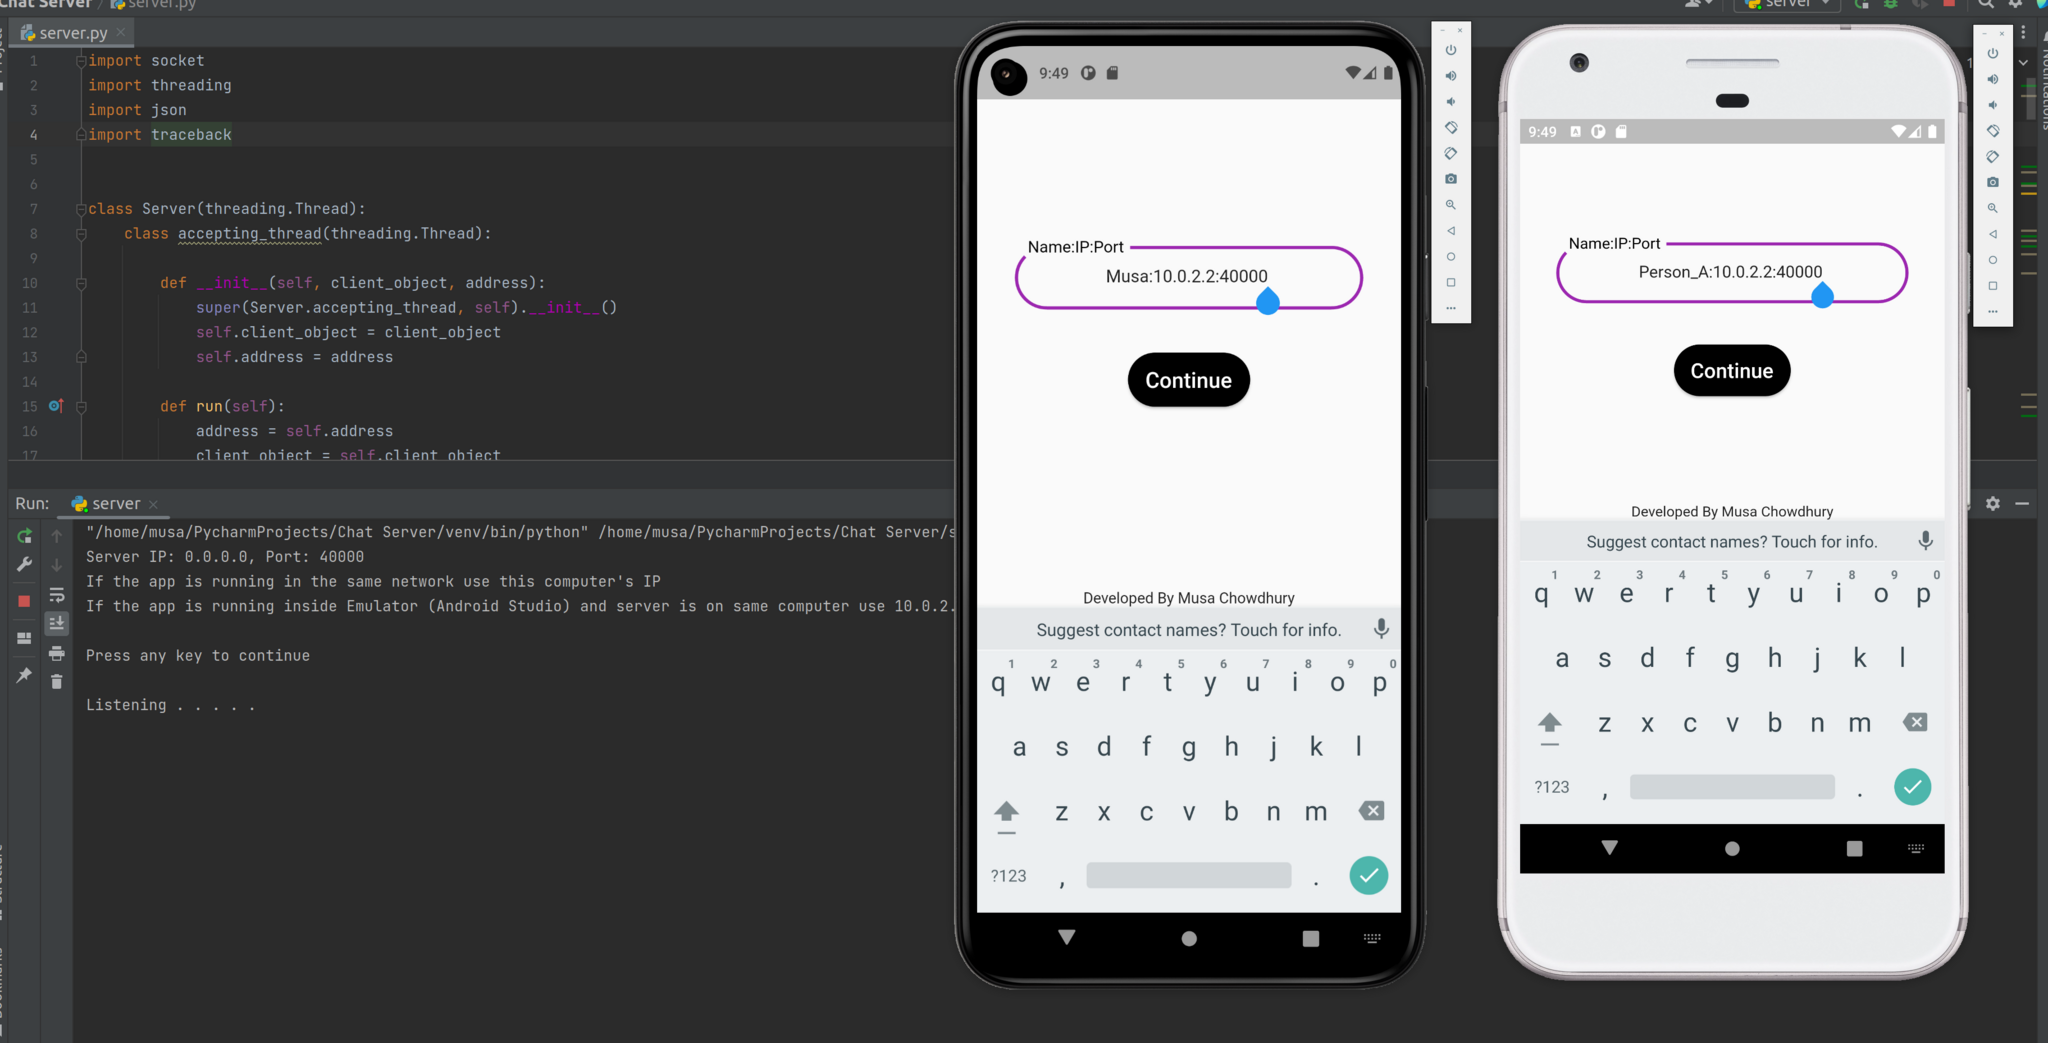 Chat Server / server.py
server
server.py
1 import socket
2 import threading
3 import json
4 import traceback
5
6
7 class Server(threading.Thread):
8 class accepting_thread(threading.Thread):
9
10 def __init__(self, client_object, address):
11 super(Server.accepting_thread, self).__init__()
12 self.client_object = client_object
13 self.address = address
14
15 def run(self):
16 address = self.address
17 client_object = self.client_object
Run: server
"/home/musa/PycharmProjects/Chat Server/venv/bin/python" /home/musa/PycharmProjects/Chat Server/s
Server IP: 0.0.0.0, Port: 40000
If the app is running in the same network use this computer's IP
If the app is running inside Emulator (Android Studio) and server is on same computer use 10.0.2.
Press any key to continue
Listening . . . . .
9:49
Name:IP:Port
Musa:10.0.2.2:40000
Continue
Developed By Musa Chowdhury
Suggest contact names? Touch for info.
1 2 3 4 5 6 7 8 9 0
q w e r t y u i o p
a s d f g h j k l
z x c v b n m
?123 , .
9:49
Name:IP:Port
Person_A:10.0.2.2:40000
Continue
Developed By Musa Chowdhury
Suggest contact names? Touch for info.
1 2 3 4 5 6 7 8 9 0
q w e r t y u i o p
a s d f g h j k l
z x c v b n m
?123 , .
Notifications